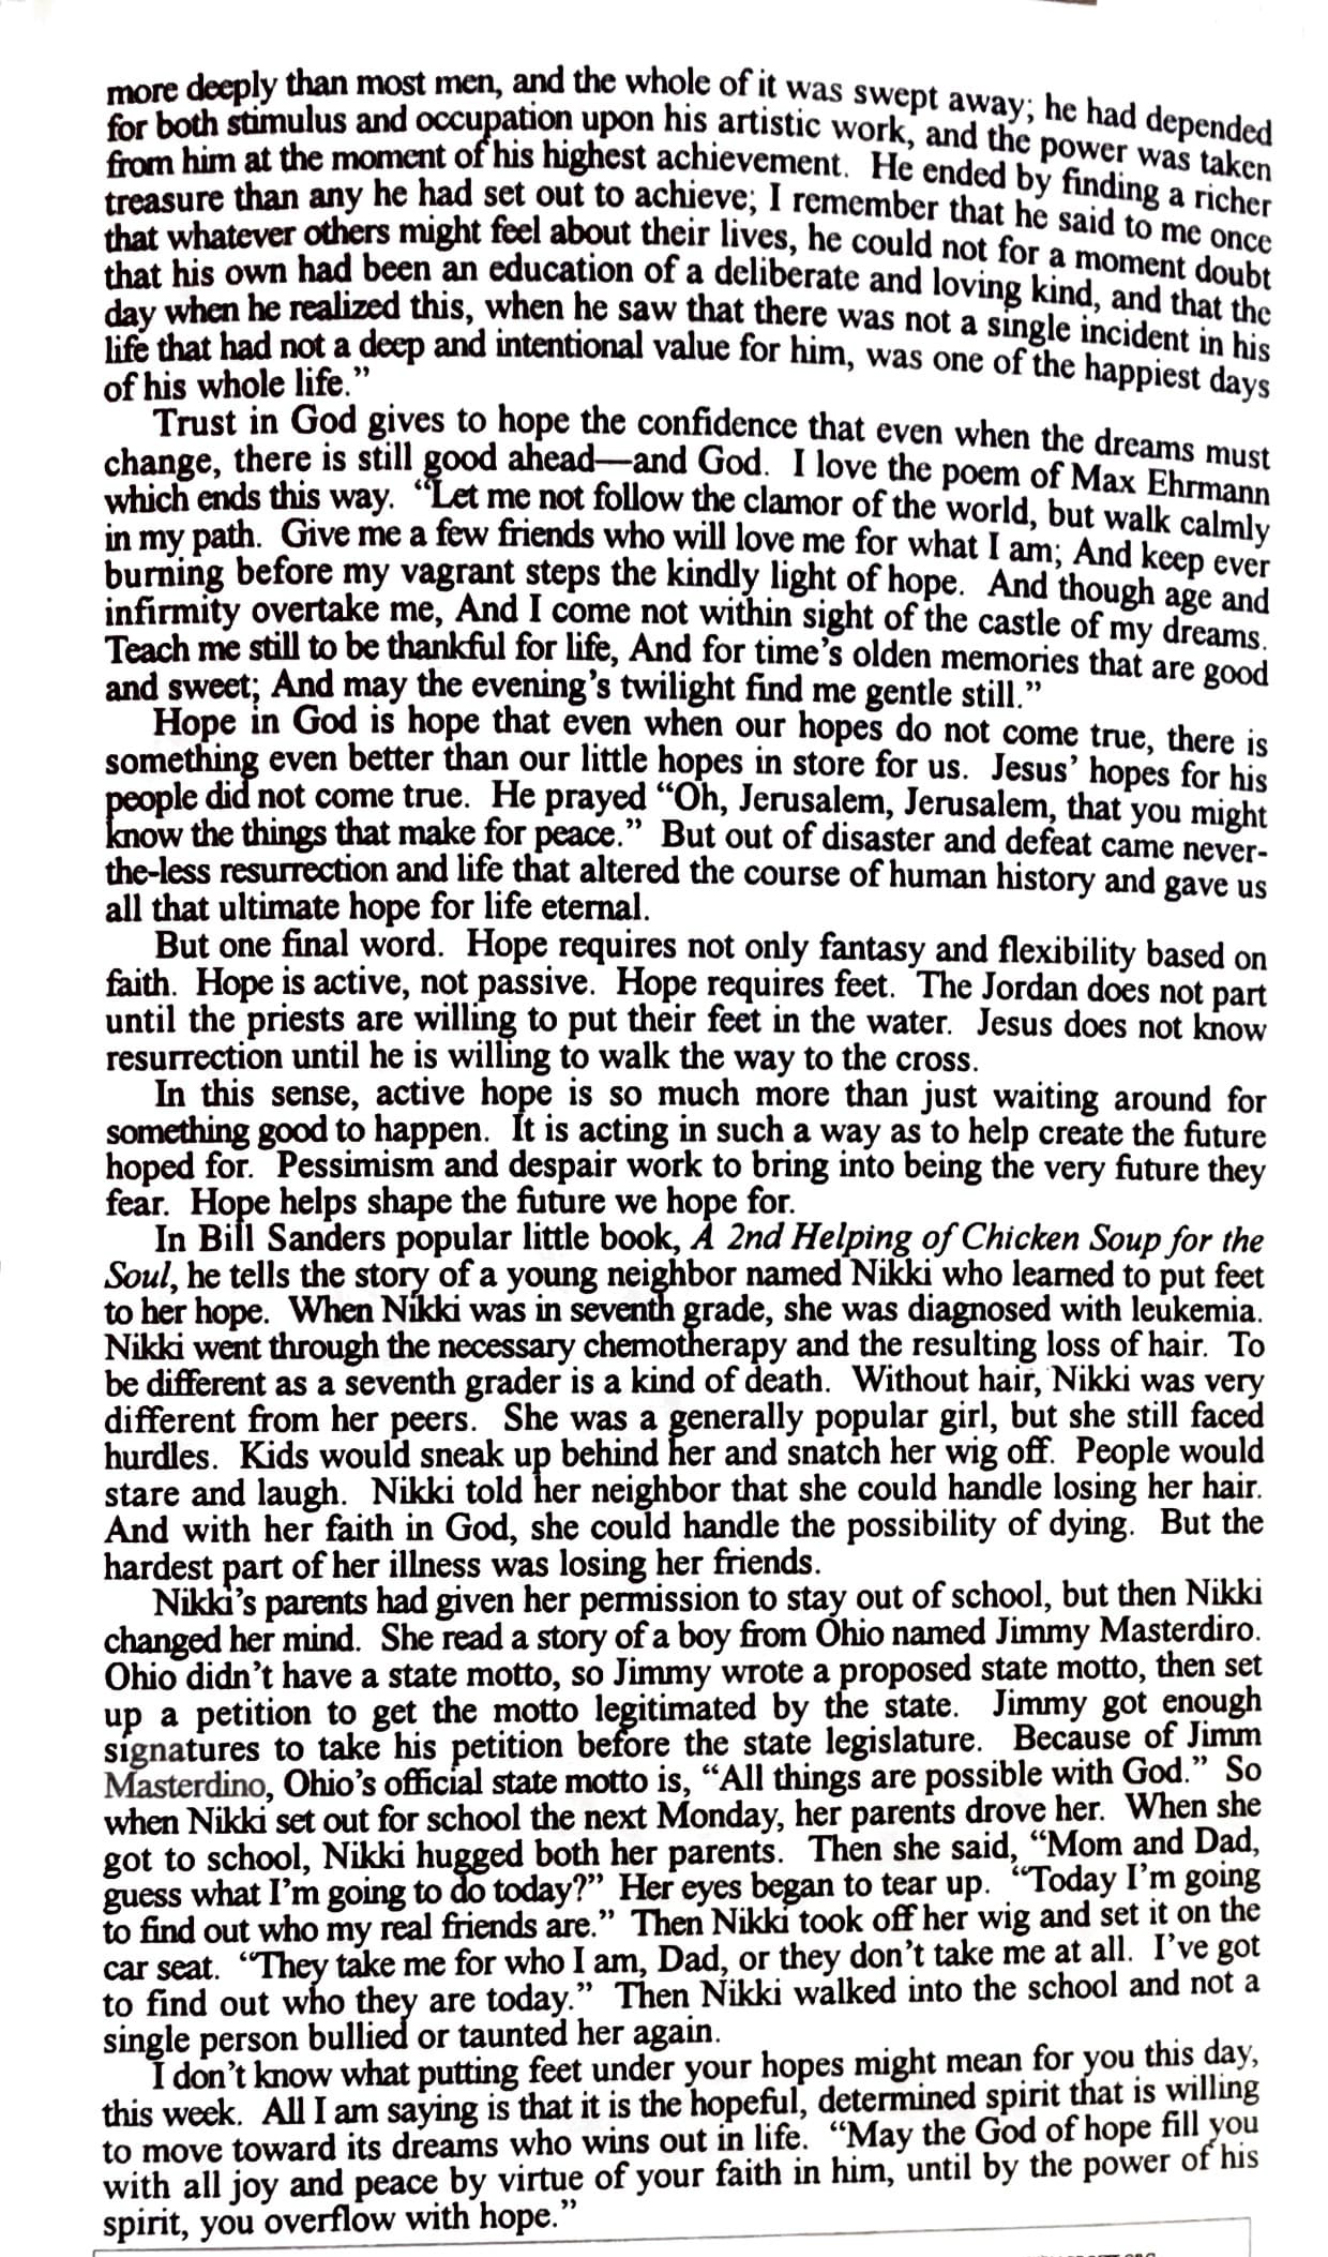 more deeply than most men, and the whole of it was swept away; he had depended
for both stimulus and occupation upon his artistic work, and the power was taken
from him at the moment of his highest achievement. He ended by finding a richer
treasure than any he had set out to achieve; I remember that he said to me once
that whatever others might feel about their lives, he could not for a moment doubt
that his own had been an education of a deliberate and loving kind, and that the
day when he realized this, when he saw that there was not a single incident in his
life that had not a deep and intentional value for him, was one of the happiest days
of his whole life.”
Trust in God gives to hope the confidence that even when the dreams must
change, there is still good ahead—and God. I love the poem of Max Ehrmann
which ends this way. “Let me not follow the clamor of the world, but walk calmly
in my path. Give me a few friends who will love me for what I am; And keep ever
burning before my vagrant steps the kindly light of hope. And though age and
infirmity overtake me, And I come not within sight of the castle of my dreams.
Teach me still to be thankful for life, And for time’s olden memories that are good
and sweet; And may the evening’s twilight find me gentle still.”
Hope in God is hope that even when our hopes do not come true, there is
something even better than our little hopes in store for us. Jesus’ hopes for his
people did not come true. He prayed “Oh, Jerusalem, Jerusalem, that you might
know the things that make for peace.” But out of disaster and defeat came never-
the-less resurrection and life that altered the course of human history and gave us
all that ultimate hope for life eternal.
But one final word. Hope requires not only fantasy and flexibility based on
faith. Hope is active, not passive. Hope requires feet. The Jordan does not part
until the priests are willing to put their feet in the water. Jesus does not know
resurrection until he is willing to walk the way to the cross.
In this sense, active hope is so much more than just waiting around for
something good to happen. It is acting in such a way as to help create the future
hoped for. Pessimism and despair work to bring into being the very future they
fear. Hope helps shape the future we hope for.
In Bill Sanders popular little book, A 2nd Helping of Chicken Soup for the
Soul, he tells the story of a young neighbor named Nikki who learned to put feet
to her hope. When Nikki was in seventh grade, she was diagnosed with leukemia.
Nikki went through the necessary chemotherapy and the resulting loss of hair. To
be different as a seventh grader is a kind of death. Without hair, Nikki was very
different from her peers. She was a generally popular girl, but she still faced
hurdles. Kids would sneak up behind her and snatch her wig off. People would
stare and laugh. Nikki told her neighbor that she could handle losing her hair.
And with her faith in God, she could handle the possibility of dying. But the
hardest part of her illness was losing her friends.
Nikki’s parents had given her permission to stay out of school, but then Nikki
changed her mind. She read a story of a boy from Ohio named Jimmy Masterdiro.
Ohio didn’t have a state motto, so Jimmy wrote a proposed state motto, then set
up a petition to get the motto legitimated by the state. Jimmy got enough
signatures to take his petition before the state legislature. Because of Jimm
Masterdino, Ohio’s official state motto is, “All things are possible with God.” So
when Nikki set out for school the next Monday, her parents drove her. When she
got to school, Nikki hugged both her parents. Then she said, “Mom and Dad,
guess what I’m going to do today?” Her eyes began to tear up. “Today I’m going
to find out who my real friends are.” Then Nikki took off her wig and set it on the
car seat. “They take me for who I am, Dad, or they don’t take me at all. I’ve got
to find out who they are today.” Then Nikki walked into the school and not a
single person bullied or taunted her again.
I don’t know what putting feet under your hopes might mean for you this day,
this week. All I am saying is that it is the hopeful, determined spirit that is willing
to move toward its dreams who wins out in life. “May the God of hope fill you
with all joy and peace by virtue of your faith in him, until by the power of his
spirit, you overflow with hope.”